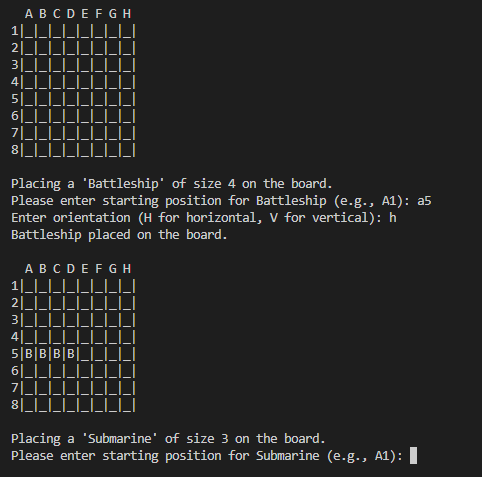 A B C D E F G H
1|_|_|_|_|_|_|_|_|
2|_|_|_|_|_|_|_|_|
3|_|_|_|_|_|_|_|_|
4|_|_|_|_|_|_|_|_|
5|_|_|_|_|_|_|_|_|
6|_|_|_|_|_|_|_|_|
7|_|_|_|_|_|_|_|_|
8|_|_|_|_|_|_|_|_|
Placing a 'Battleship' of size 4 on the board.
Please enter starting position for Battleship (e.g., A1): a5
Enter orientation (H for horizontal, V for vertical): h
Battleship placed on the board.
  A B C D E F G H
1|_|_|_|_|_|_|_|_|
2|_|_|_|_|_|_|_|_|
3|_|_|_|_|_|_|_|_|
4|_|_|_|_|_|_|_|_|
5|B|B|B|B|_|_|_|_|
6|_|_|_|_|_|_|_|_|
7|_|_|_|_|_|_|_|_|
8|_|_|_|_|_|_|_|_|
Placing a 'Submarine' of size 3 on the board.
Please enter starting position for Submarine (e.g., A1):